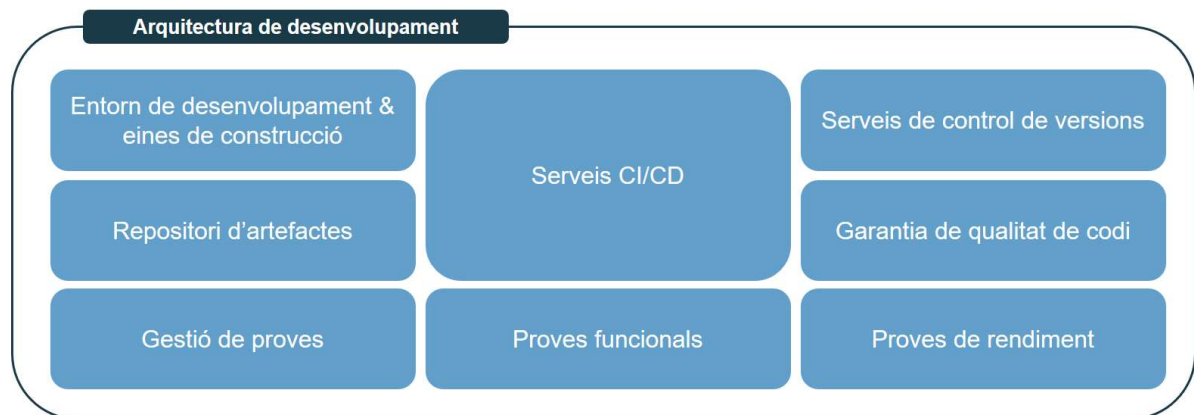 Arquitectura de desenvolupament
Entorn de desenvolupament &
eines de construcció
Serveis CI/CD
Serveis de control de versions
Repositori d'artefactes
Garantia de qualitat de codi
Gestió de proves
Proves funcionals
Proves de rendiment